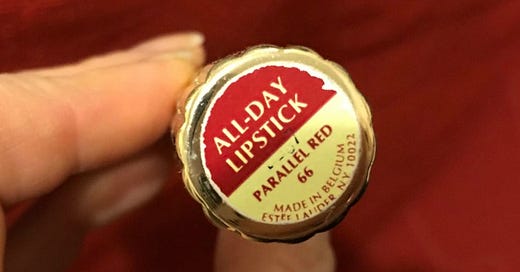 ALL-DAY
LIPSTICK
PARALLEL RED
66
MADE IN BELGIUM
ESTEE LAUDER NY 10022